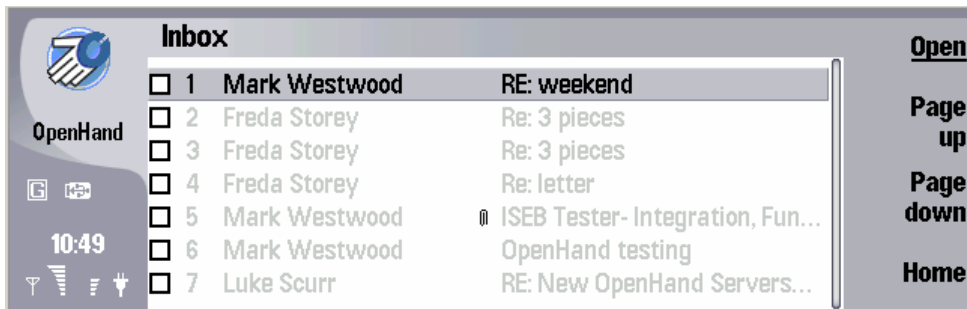 Inbox
Open
1 Mark Westwood RE: weekend
2 Freda Storey Re: 3 pieces
Page up
OpenHand
3 Freda Storey Re: 3 pieces
4 Freda Storey Re: letter
Page down
G
5 Mark Westwood ISEB Tester- Integration, Fun...
10:49
6 Mark Westwood OpenHand testing
7 Luke Scurr RE: New OpenHand Servers...
Home